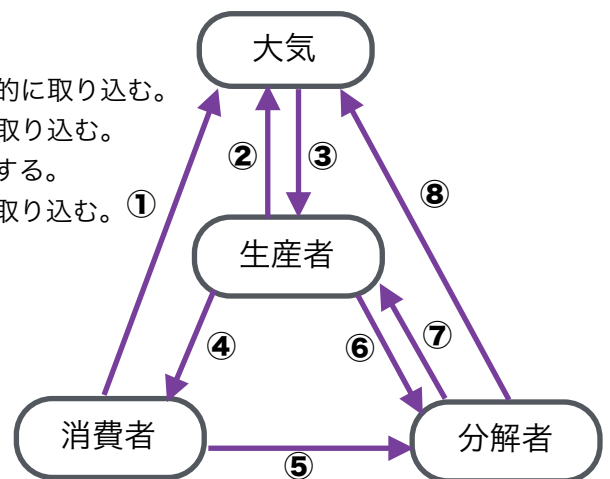 大気
的に取り込む。
取り込む。
する。
取り込む。
①
②
③
⑧
生産者
④
⑥
⑦
消費者
⑤
分解者